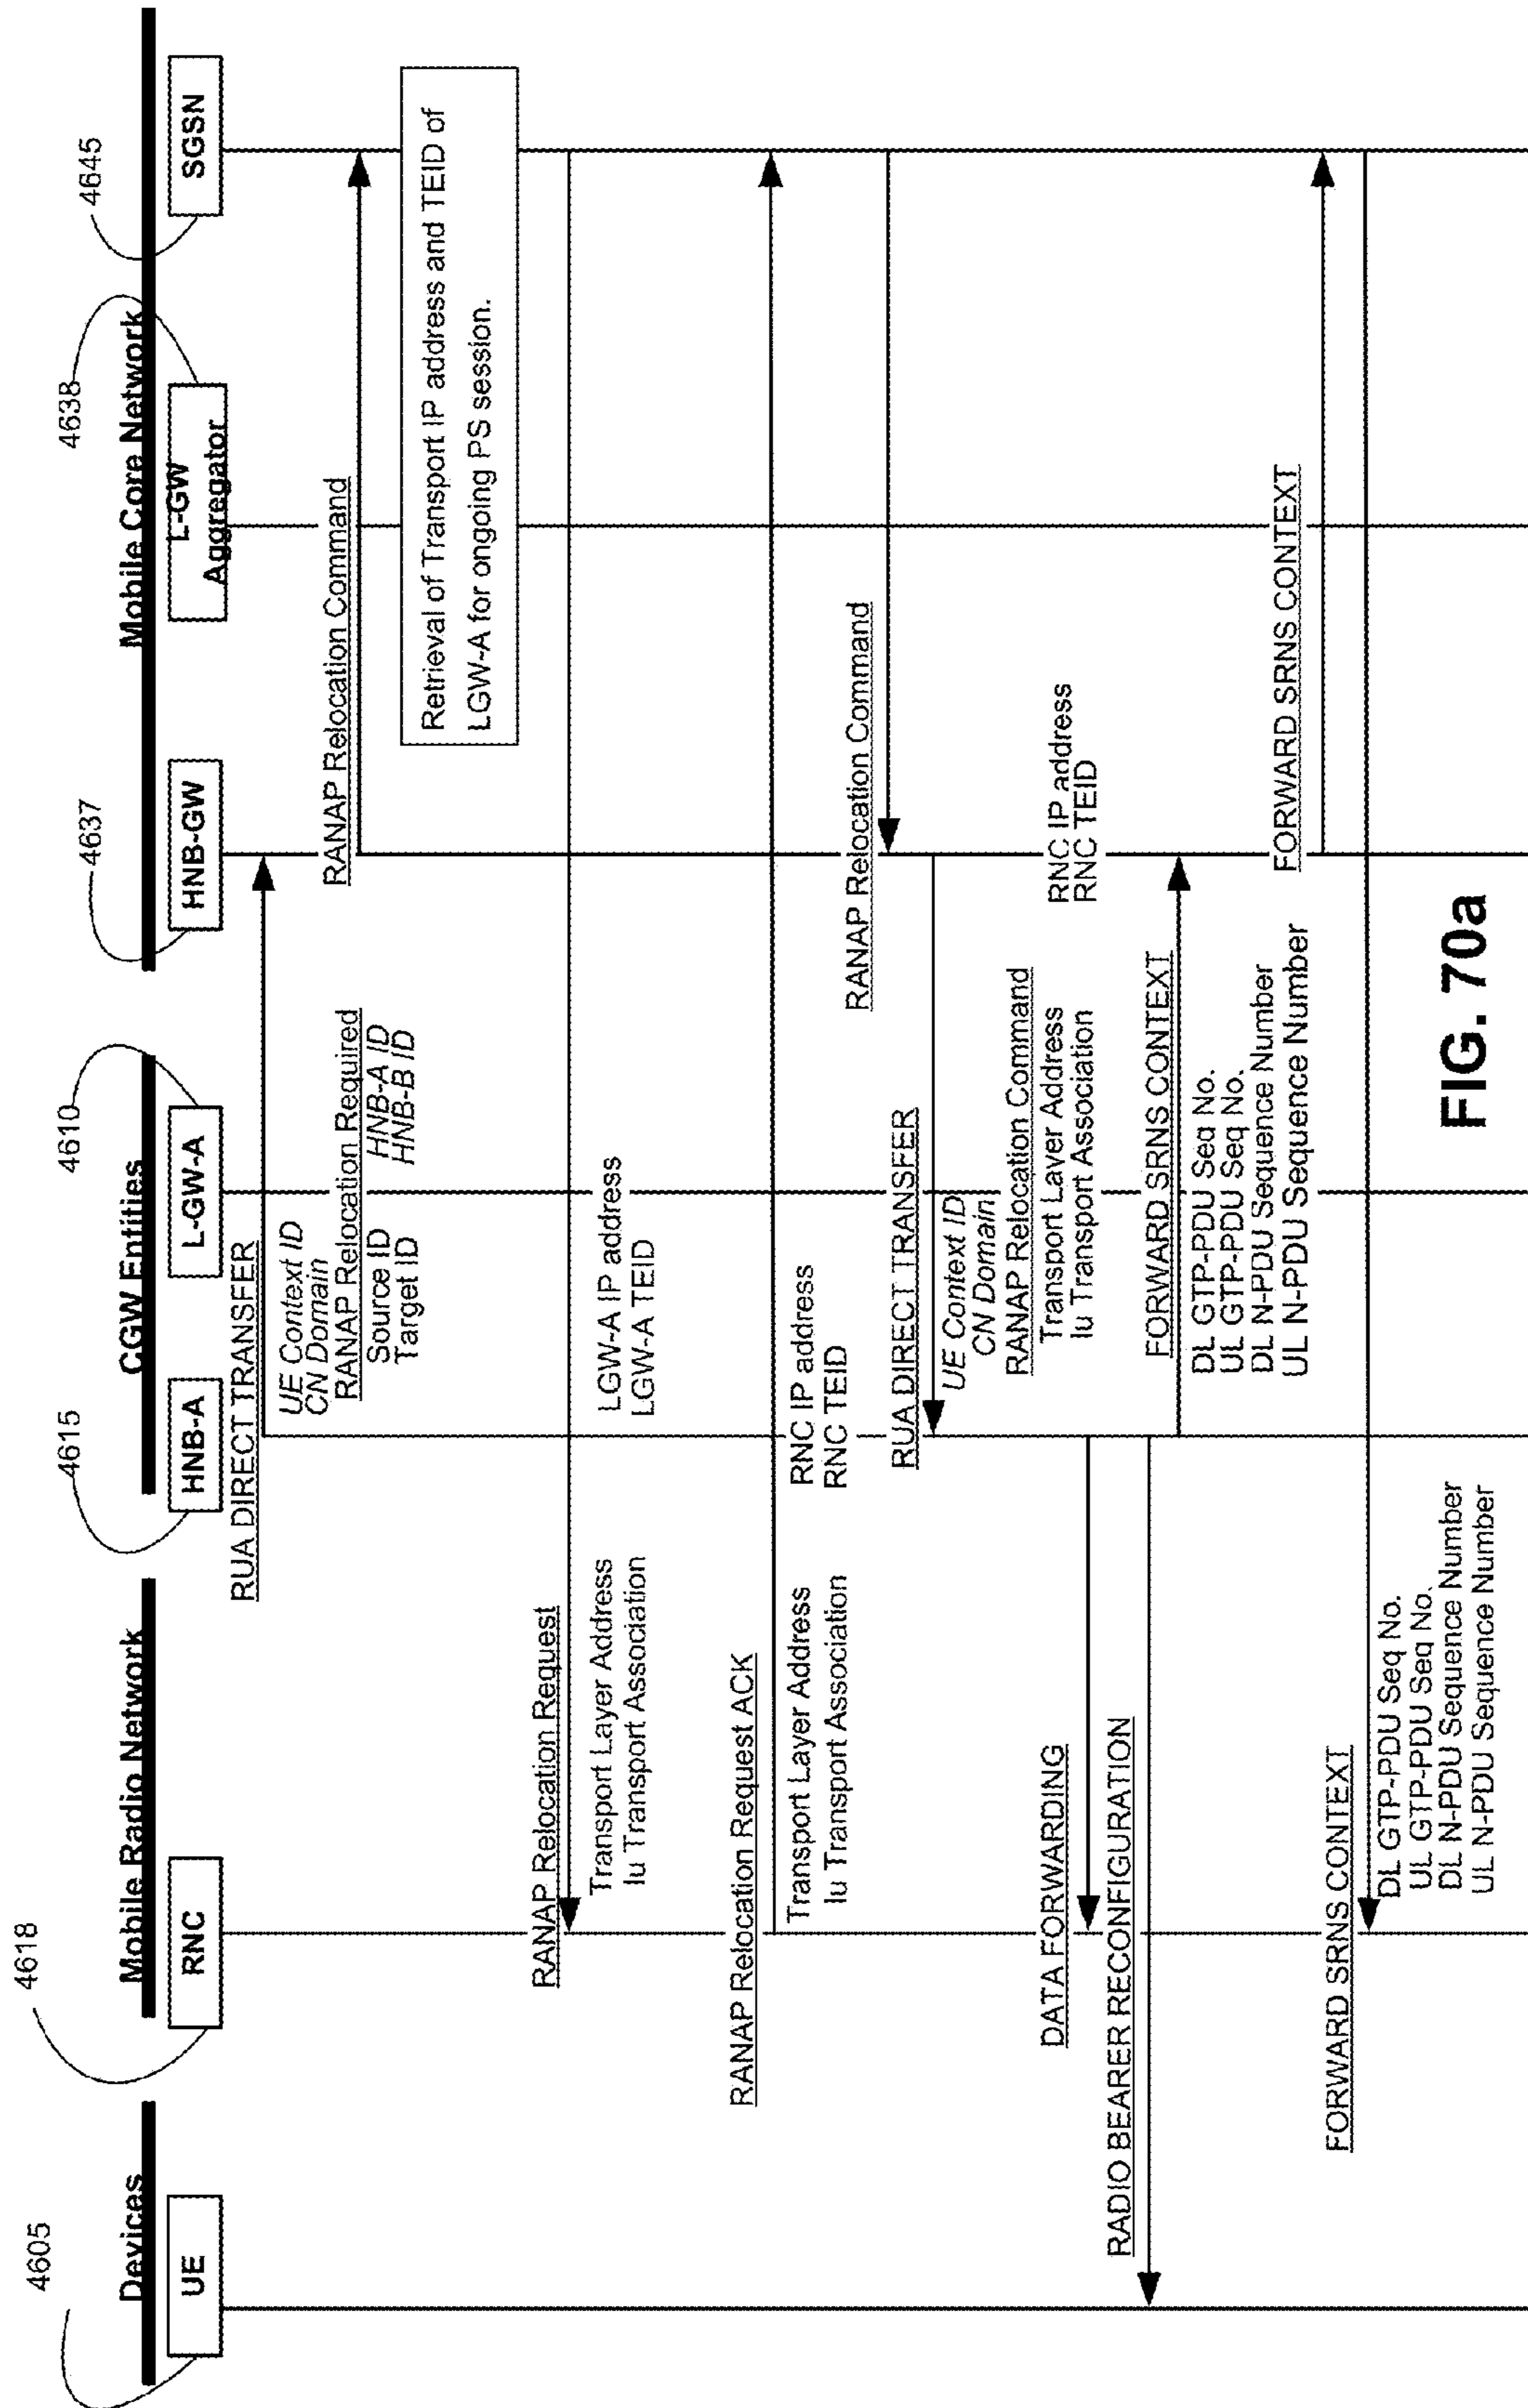 4605
4618
4615
4610
4637
4638
4645
Devices
Mobile Radio Network
CGW Entities
Mobile Core Network
UE
RNC
HNB-A
L-GW-A
HNB-GW
L-GW
Aggregator
SGSN
RUA DIRECT TRANSFER
UE Context ID
CN Domain
RANAP Relocation Required
Source ID HNB-A ID
Target ID HNB-B ID
RANAP Relocation Command
Retrieval of Transport IP address and TEID of
LGW-A for ongoing PS session.
RANAP Relocation Request
Transport Layer Address LGW-A IP address
Iu Transport Association LGW-A TEID
RANAP Relocation Request ACK
Transport Layer Address RNC IP address
Iu Transport Association RNC TEID
RANAP Relocation Command
RUA DIRECT TRANSFER
UE Context ID
CN Domain
RANAP Relocation Command
Transport Layer Address RNC IP address
Iu Transport Association RNC TEID
DATA FORWARDING
RADIO BEARER RECONFIGURATION
FORWARD SRNS CONTEXT
DL GTP-PDU Seq No.
UL GTP-PDU Seq No.
DL N-PDU Sequence Number
UL N-PDU Sequence Number
FORWARD SRNS CONTEXT
FORWARD SRNS CONTEXT
DL GTP-PDU Seq No.
UL GTP-PDU Seq No.
DL N-PDU Sequence Number
UL N-PDU Sequence Number
FIG. 70a